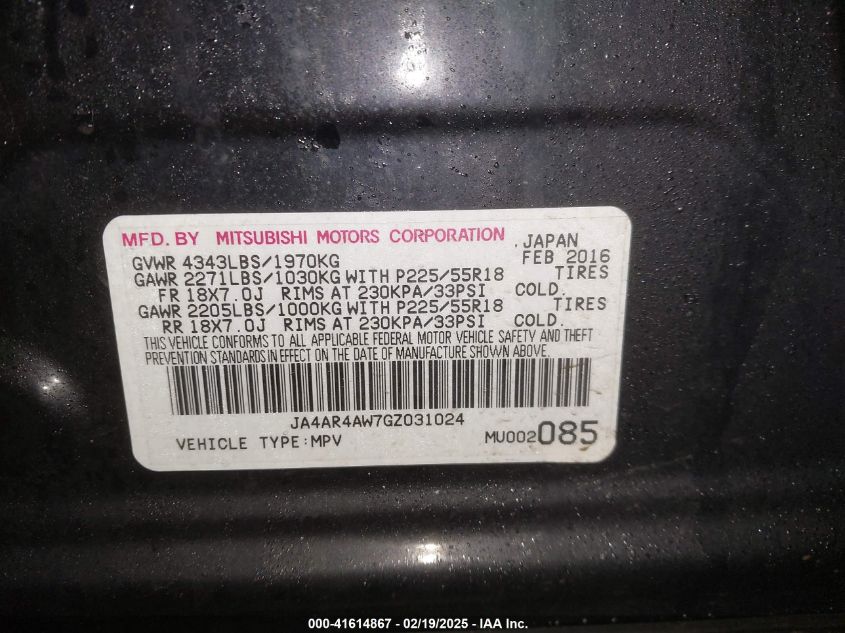 MFD. BY MITSUBISHI MOTORS CORPORATION , JAPAN
GVWR 4343LBS/1970KG FEB 2016
GAWR 2271LBS/1030KG WITH P225/55R18 TIRES
FR 18X7.0J RIMS AT 230KPA/33PSI COLD.
GAWR 2205LBS/1000KG WITH P225/55R18 TIRES
RR 18X7.0J RIMS AT 230KPA/33PSI COLD.
THIS VEHICLE CONFORMS TO ALL APPLICABLE FEDERAL MOTOR VEHICLE SAFETY AND THEFT
PREVENTION STANDARDS IN EFFECT ON THE DATE OF MANUFACTURE SHOWN ABOVE.
JA4AR4AW7GZ031024
VEHICLE TYPE:MPV MU002085
000-41614867 - 02/19/2025 - IAA Inc.